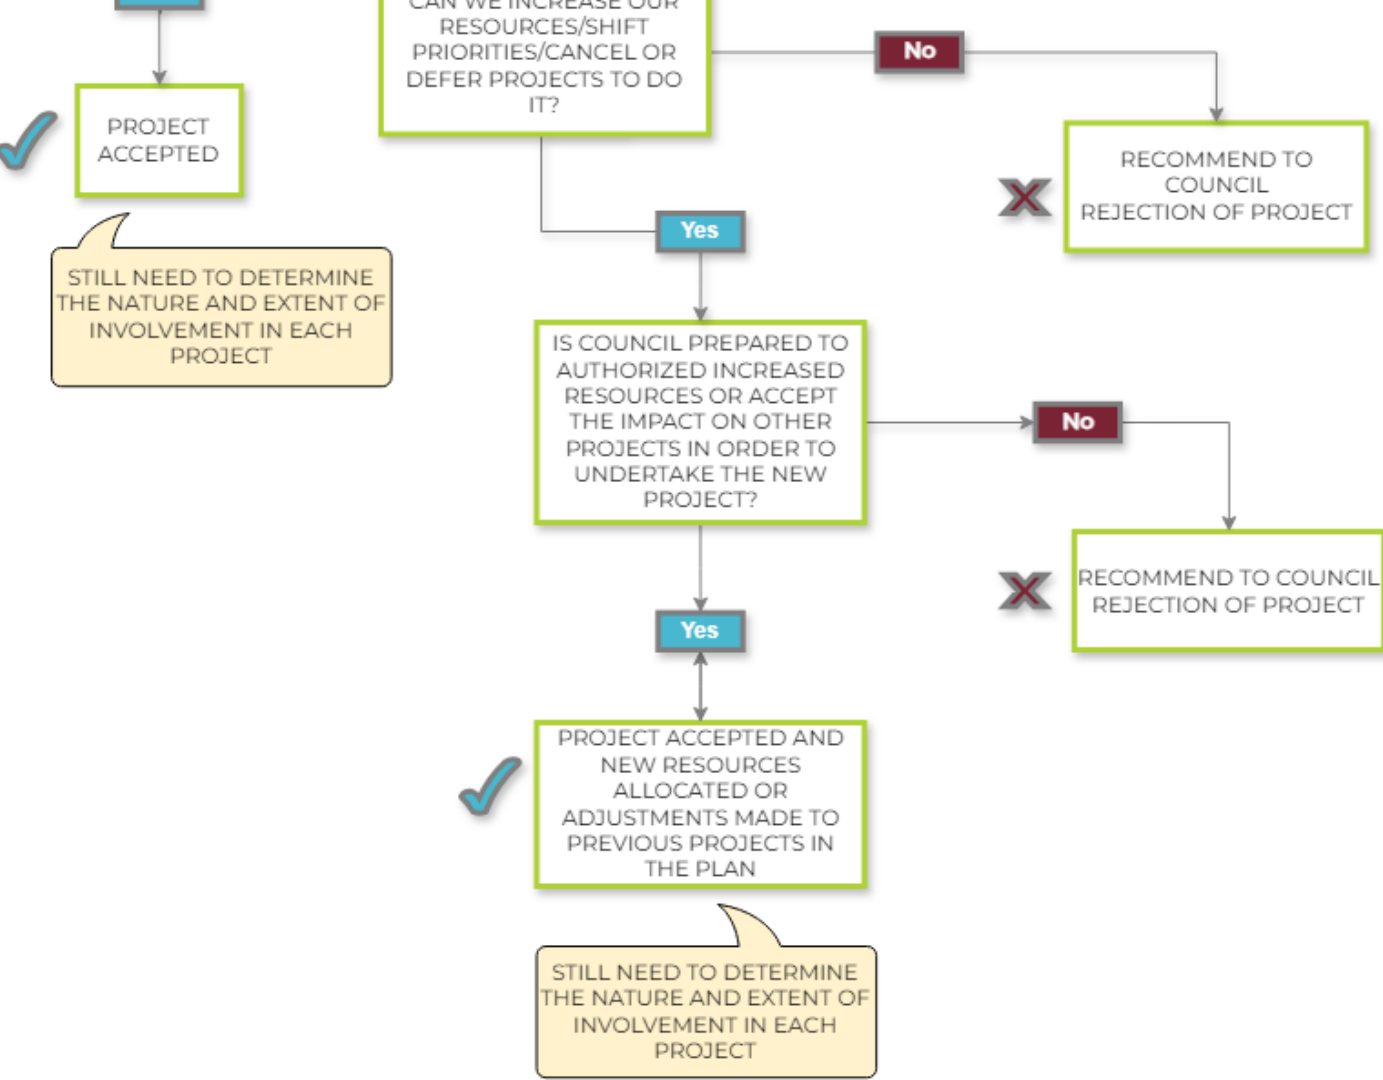 CAN WE INCREASE OUR
RESOURCES/SHIFT
PRIORITIES/CANCEL OR
DEFER PROJECTS TO DO
IT?
No
PROJECT
ACCEPTED
RECOMMEND TO
COUNCIL
REJECTION OF PROJECT
Yes
STILL NEED TO DETERMINE
THE NATURE AND EXTENT OF
INVOLVEMENT IN EACH
PROJECT
IS COUNCIL PREPARED TO
AUTHORIZED INCREASED
RESOURCES OR ACCEPT
THE IMPACT ON OTHER
PROJECTS IN ORDER TO
UNDERTAKE THE NEW
PROJECT?
No
RECOMMEND TO COUNCIL
REJECTION OF PROJECT
Yes
PROJECT ACCEPTED AND
NEW RESOURCES
ALLOCATED OR
ADJUSTMENTS MADE TO
PREVIOUS PROJECTS IN
THE PLAN
STILL NEED TO DETERMINE
THE NATURE AND EXTENT OF
INVOLVEMENT IN EACH
PROJECT